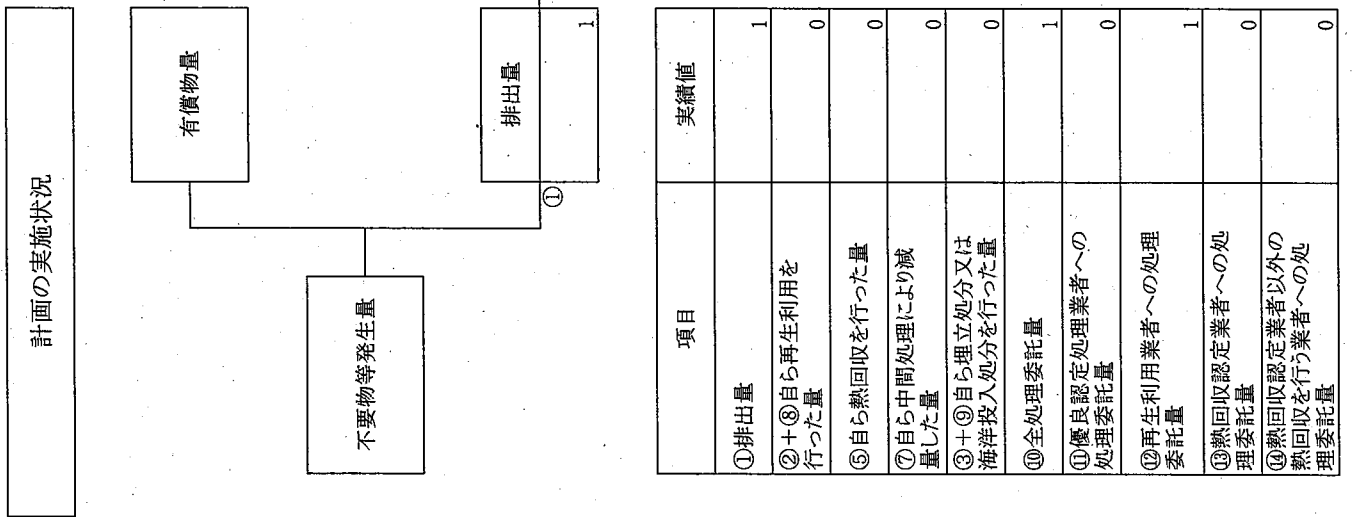 計画の実施状況
有償物量
不要物等発生量
排出量
①
1
項目
実績値
①排出量
1
②+⑧自ら再生利用を
行った量
0
⑤自ら熱回収を行った量
0
⑦自ら中間処理により減
量した量
0
③+⑨自ら埋立処分又は
海洋投入処分を行った量
0
⑩全処理委託量
1
⑪優良認定処理業者への
処理委託量
0
⑫再生利用業者への処理
委託量
1
⑬熱回収認定業者への処
理委託量
0
⑭熱回収認定業者以外の
熱回収を行う業者への処
理委託量
0